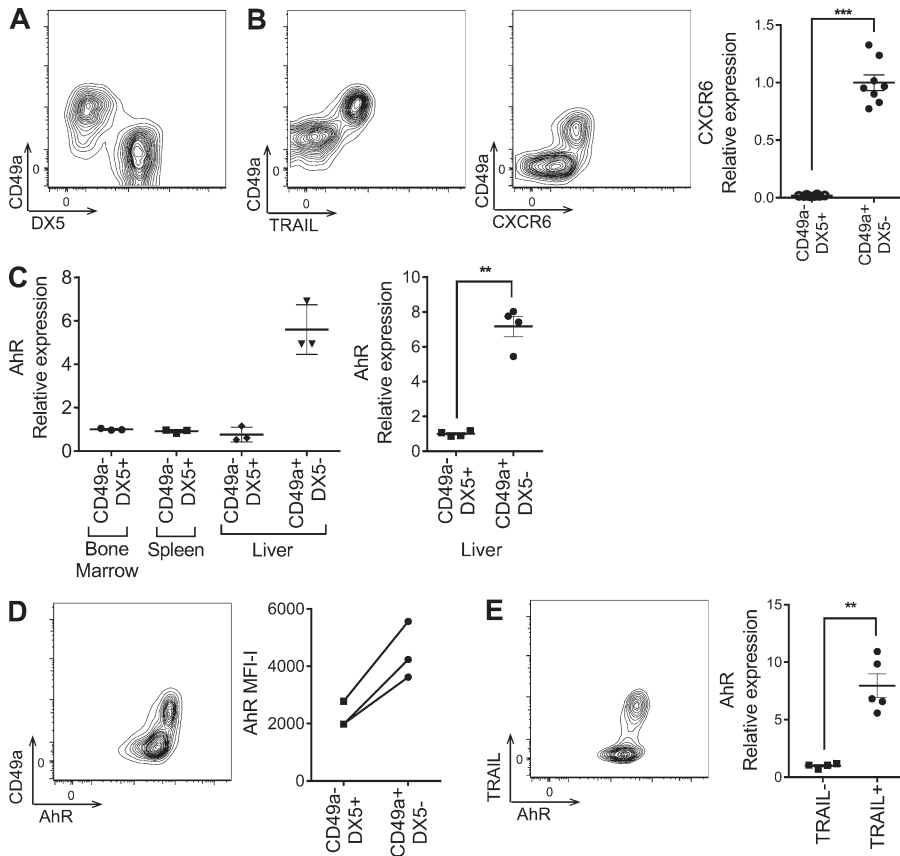 A
CD49a
0
0
DX5
B
CD49a
0
0
TRAIL
CD49a
0
0
CXCR6
CXCR6
Relative expression
1.5
1.0
0.5
0.0
***
CD49a-
DX5+
CD49a+
DX5-
C
AhR
Relative expression
8
6
4
2
0
CD49a-
DX5+
CD49a-
DX5+
CD49a-
DX5+
CD49a+
DX5-
Bone
Marrow
Spleen
Liver
AhR
Relative expression
10
8
6
4
2
0
**
CD49a-
DX5+
CD49a+
DX5-
Liver
D
CD49a
0
0
AhR
AhR MFI-I
6000
4000
2000
0
CD49a-
DX5+
CD49a+
DX5-
E
TRAIL
0
0
AhR
AhR
Relative expression
15
10
5
0
**
TRAIL-
TRAIL+